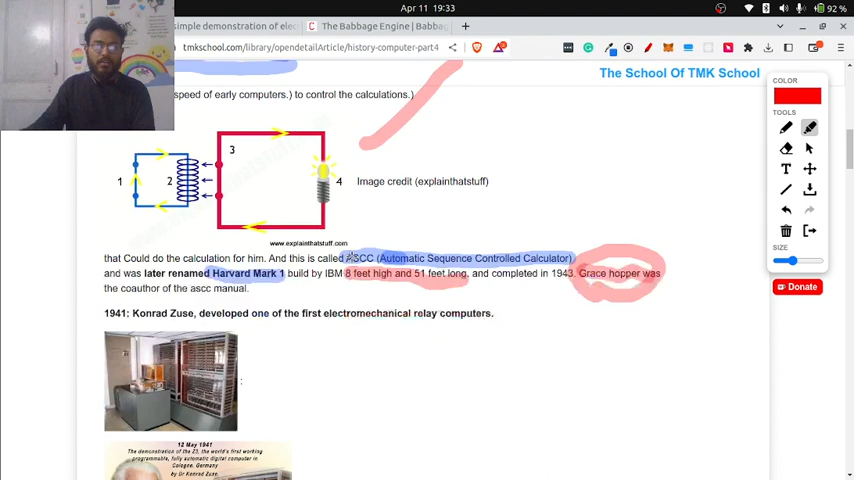 Apr 11 19:33
92 %
simple demonstration of elec
The Babbage Engine | Babbag
tmkschool.com/library/opendetailArticle/history-computer-part4
The School Of TMK School
speed of early computers.) to control the calculations.)
1
2
3
4
Image credit (explainthatstuff)
www.explainthatstuff.com
that Could do the calculation for him. And this is called ASCC (Automatic Sequence Controlled Calculator)
and was later renamed Harvard Mark 1 build by IBM 8 feet high and 51 feet long, and completed in 1943. Grace hopper was
the coauthor of the ascc manual.
1941: Konrad Zuse, developed one of the first electromechanical relay computers.
:
12 May 1941
The demonstration of the Z3, the world's first working
programmable, fully automatic digital computer in
Cologne, Germany
by Dr Konrad Zuse.
COLOR
TOOLS
T
SIZE
Donate